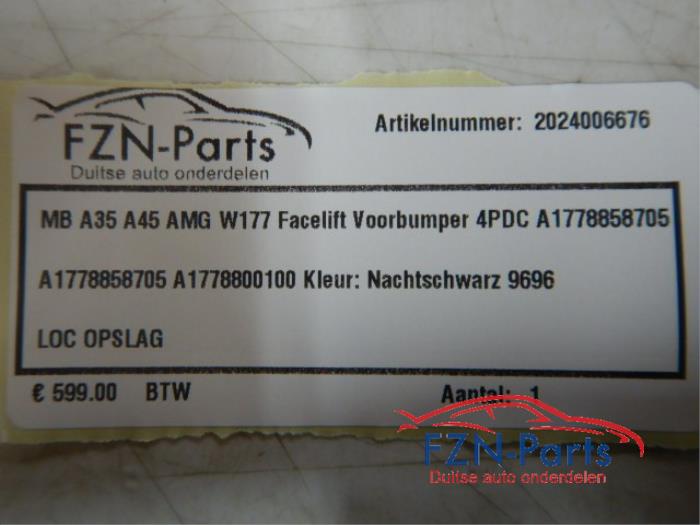 FZN-Parts
Duitse auto onderdelen
Artikelnummer: 2024006676
MB A35 A45 AMG W177 Facelift Voorbumper 4PDC A1778858705
A1778858705 A1778800100 Kleur: Nachtschwarz 9696
LOC OPSLAG
€ 599.00 BTW Aantal: 1
FZN-Parts
Duitse auto onderdelen